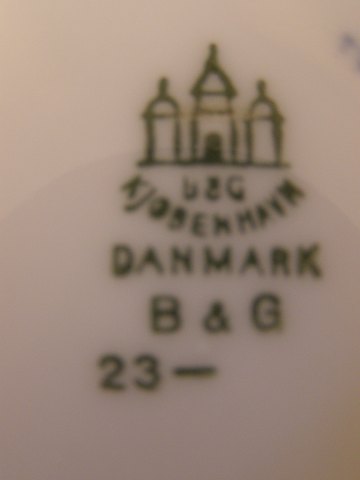 B&G
KJØBENHAVN
DANMARK
B & G
23—